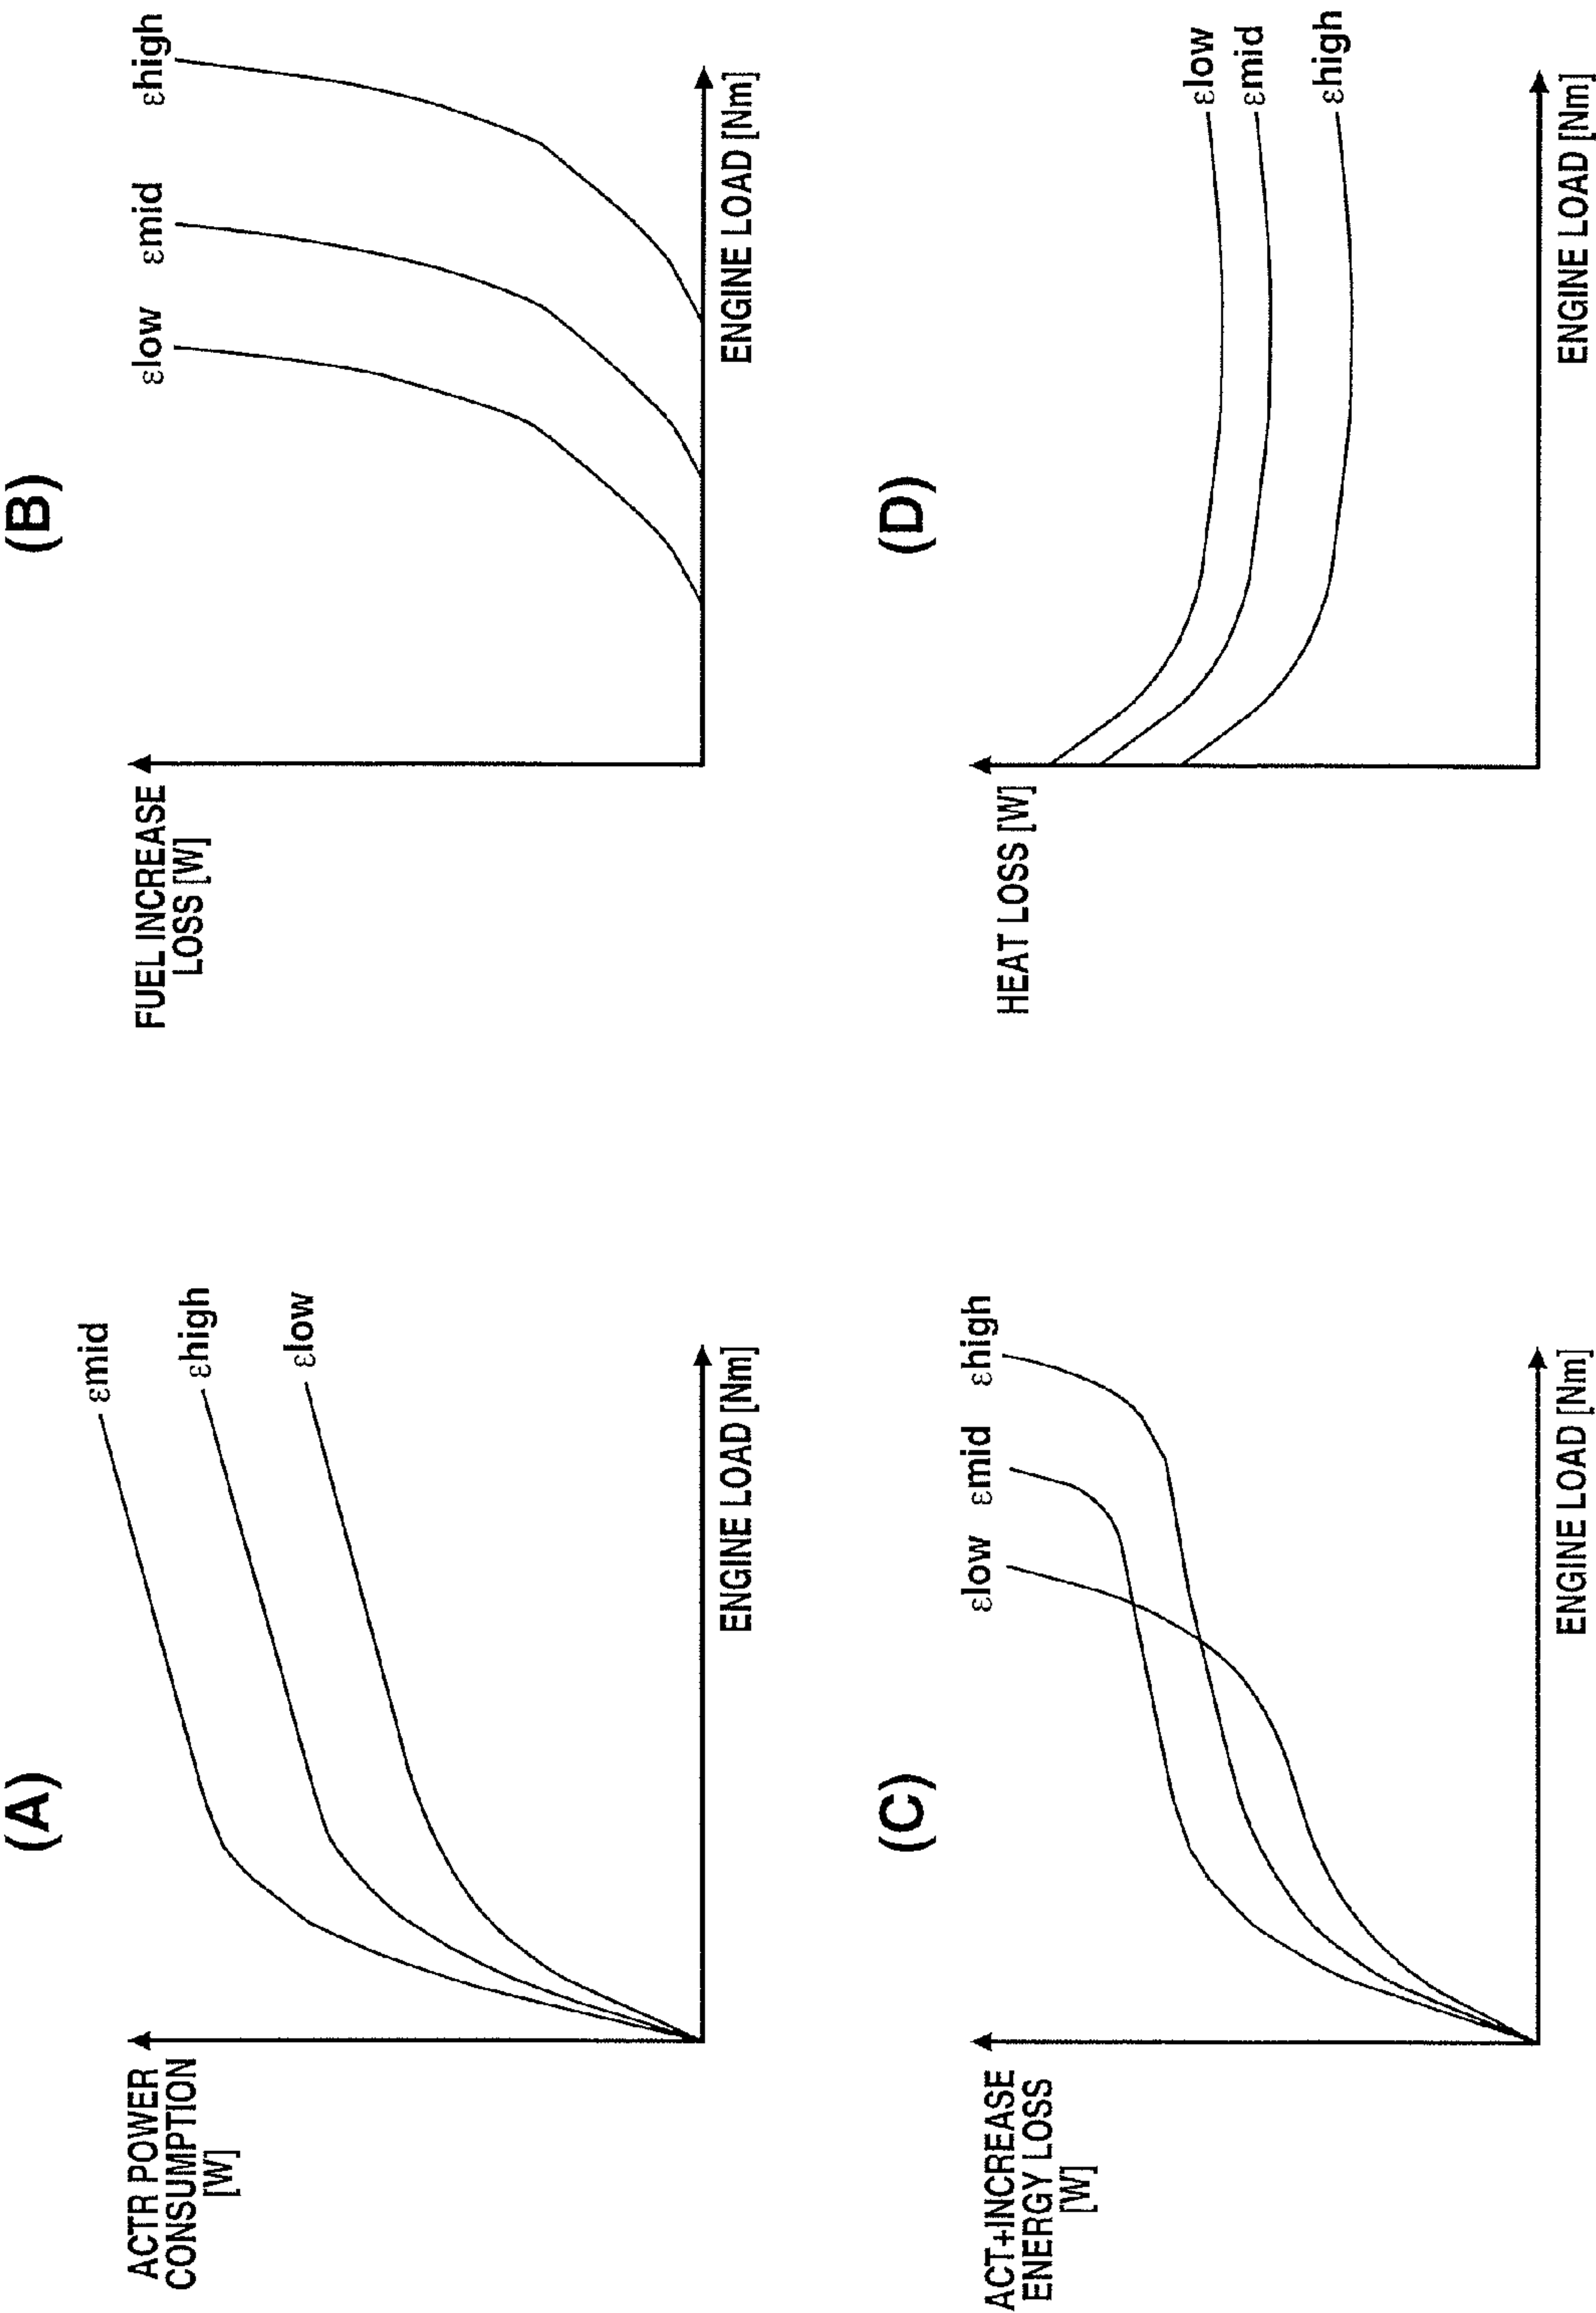 (A)
ACTR POWER
CONSUMPTION
[W]
εmid
εhigh
εlow
ENGINE LOAD [Nm]
(B)
FUEL INCREASE
LOSS [W]
εlow
εmid
εhigh
ENGINE LOAD [Nm]
(C)
ACT+INCREASE
ENERGY LOSS
[W]
εlow
εmid
εhigh
ENGINE LOAD [Nm]
(D)
HEAT LOSS [W]
εlow
εmid
εhigh
ENGINE LOAD [Nm]